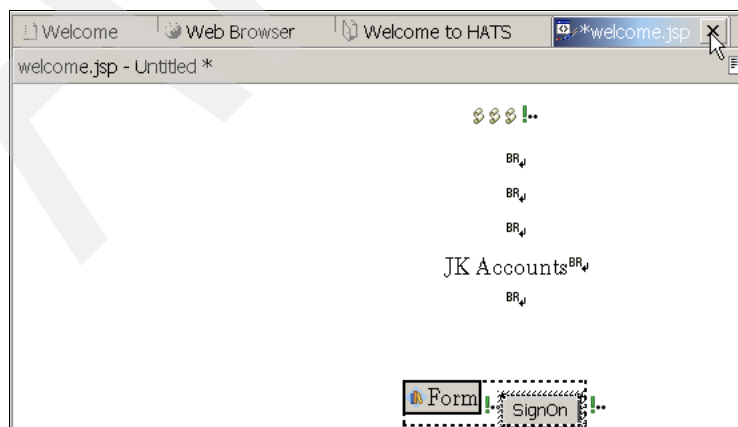 Welcome Web Browser Welcome to HATS *welcome.jsp
welcome.jsp - Untitled *
BR
BR
BR
JK Accounts BR
BR
Form SignOn